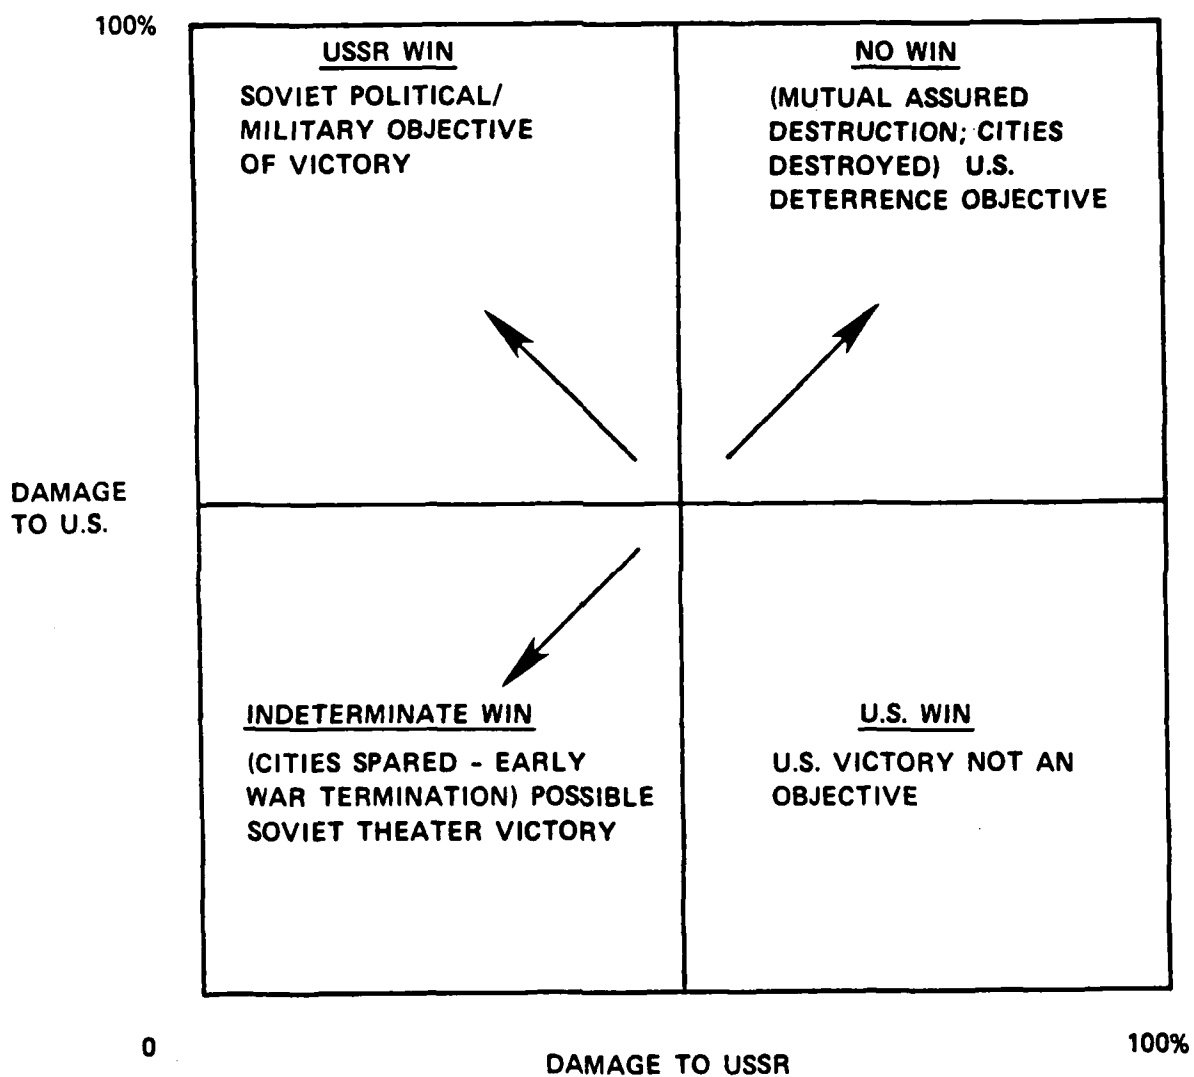 100%
USSR WIN
SOVIET POLITICAL/
MILITARY OBJECTIVE
OF VICTORY
NO WIN
(MUTUAL ASSURED
DESTRUCTION; CITIES
DESTROYED) U.S.
DETERRENCE OBJECTIVE
DAMAGE
TO U.S.
INDETERMINATE WIN
(CITIES SPARED - EARLY
WAR TERMINATION) POSSIBLE
SOVIET THEATER VICTORY
U.S. WIN
U.S. VICTORY NOT AN
OBJECTIVE
0
DAMAGE TO USSR
100%